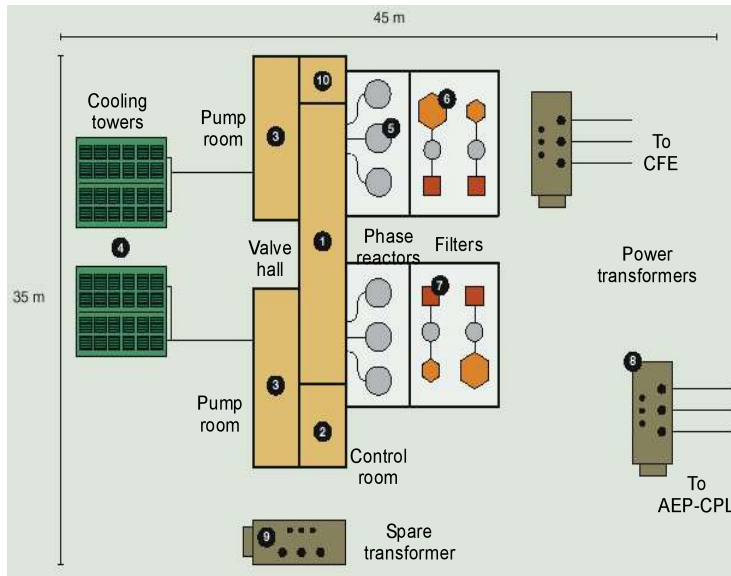 45 m
10
Cooling
towers
Pump
room
3
5
6
To
CFE
4
1
Valve
hall
Phase
reactors
Filters
Power
transformers
35 m
7
8
3
Pump
room
2
Control
room
To
AEP-CPL
9
Spare
transformer